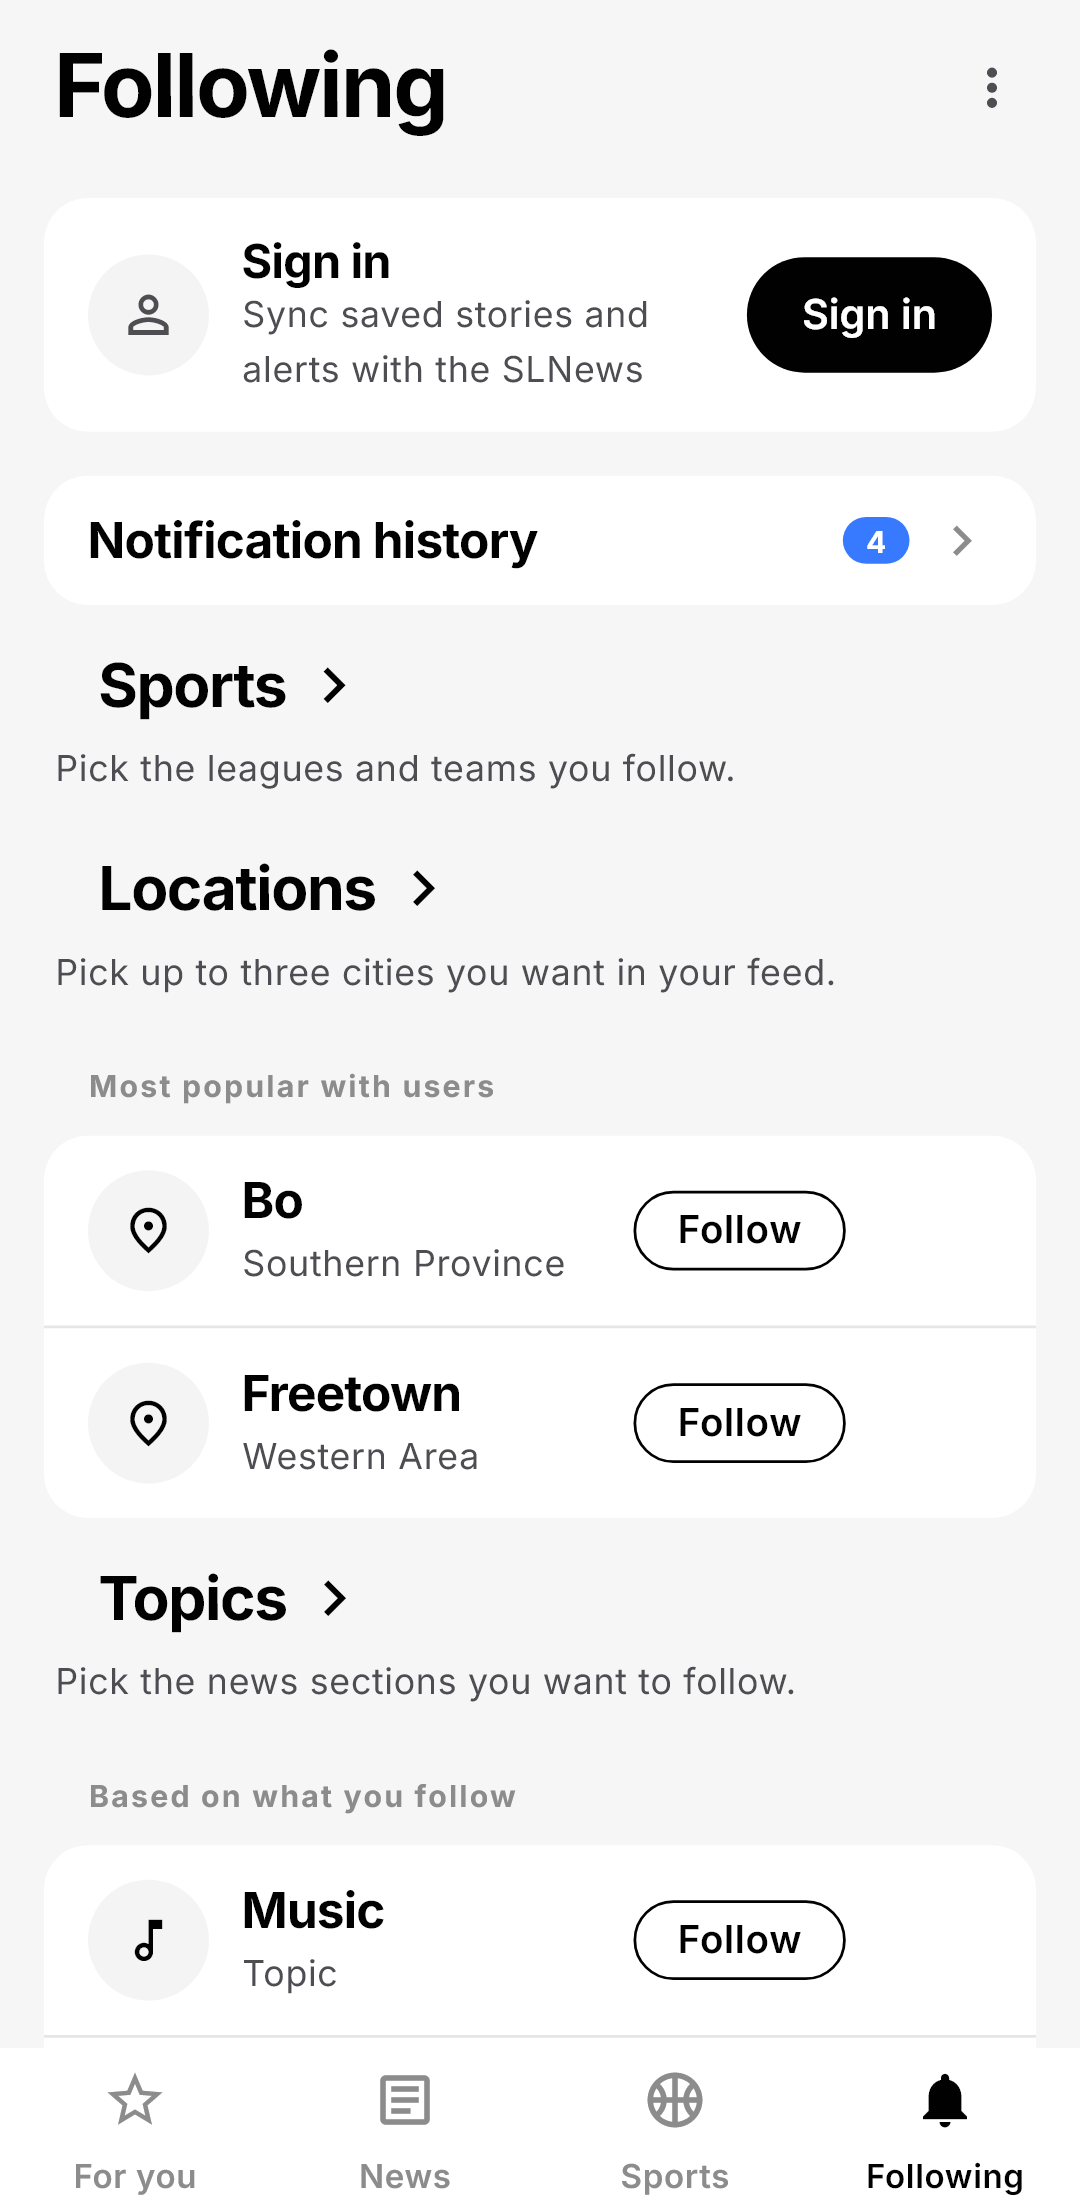 Following
Sign in
Sync saved stories and
alerts with the SLNews
Sign in
Notification history
4
Sports
Pick the leagues and teams you follow.
Locations
Pick up to three cities you want in your feed.
Most popular with users
Bo
Southern Province
Follow
Freetown
Western Area
Follow
Topics
Pick the news sections you want to follow.
Based on what you follow
Music
Topic
Follow
For you
News
Sports
Following